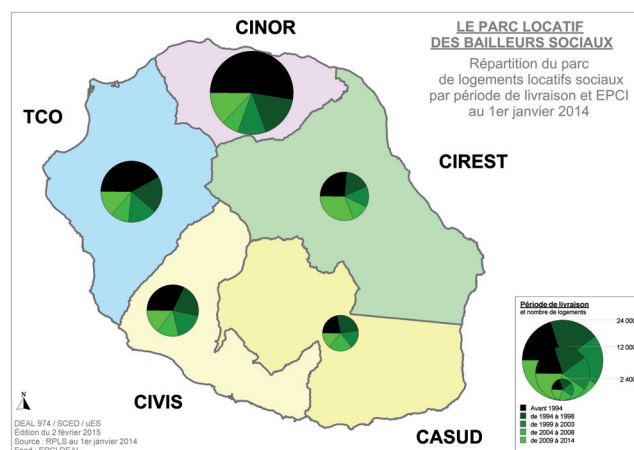 LE PARC LOCATIF
DES BAILLEURS SOCIAUX
Répartition du parc
de logements locatifs sociaux
par période de livraison et EPCI
au 1er janvier 2014
CINOR
TCO
CIREST
CIVIS
CASUD
Période de livraison
et nombre de logements
24 000
12 000
2 400
Avant 1994
de 1994 à 1998
de 1999 à 2003
de 2004 à 2008
de 2009 à 2014
N
DEAL 974 / SCED / uES
Édition du 2 février 2015
Source : RPLS au 1er janvier 2014
Fond : EPCI DEAL